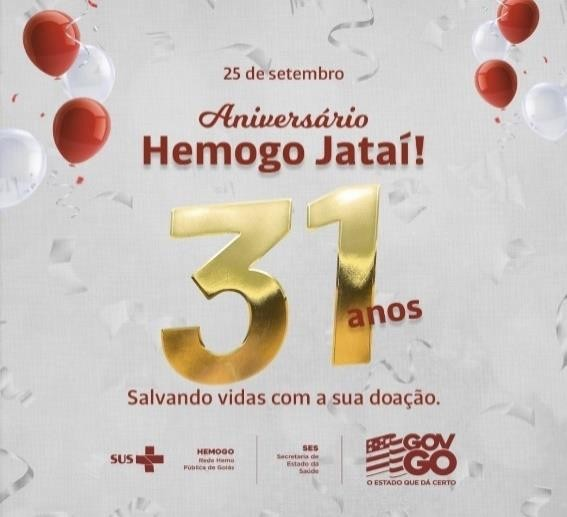 25 de setembro
Aniversário
Hemogo Jataí!
31
anos
Salvando vidas com a sua doação.
SUS
HEMOGO
Rede Hemo
Pública de Goiás
SES
Secretaria de
Estado da
Saúde
GOV
GO
O ESTADO QUE DÁ CERTO